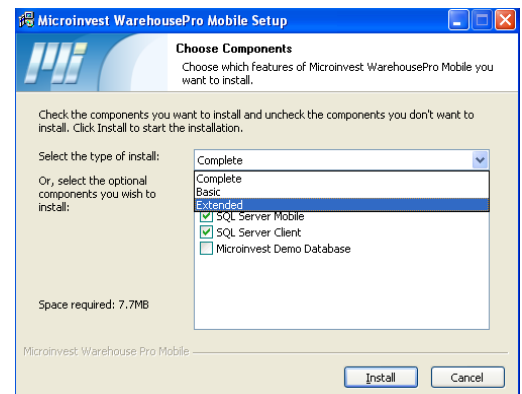 Microinvest WarehousePro Mobile Setup
Choose Components
Choose which features of Microinvest WarehousePro Mobile you
want to install.
Check the components you want to install and uncheck the components you don't want to
install. Click Install to start the installation.
Select the type of install:
Complete
Or, select the optional
components you wish to
install:
Complete
Basic
Extended
SQL Server Mobile
SQL Server Client
Microinvest Demo Database
Space required: 7.7MB
Microinvest Warehouse Pro Mobile
Install
Cancel